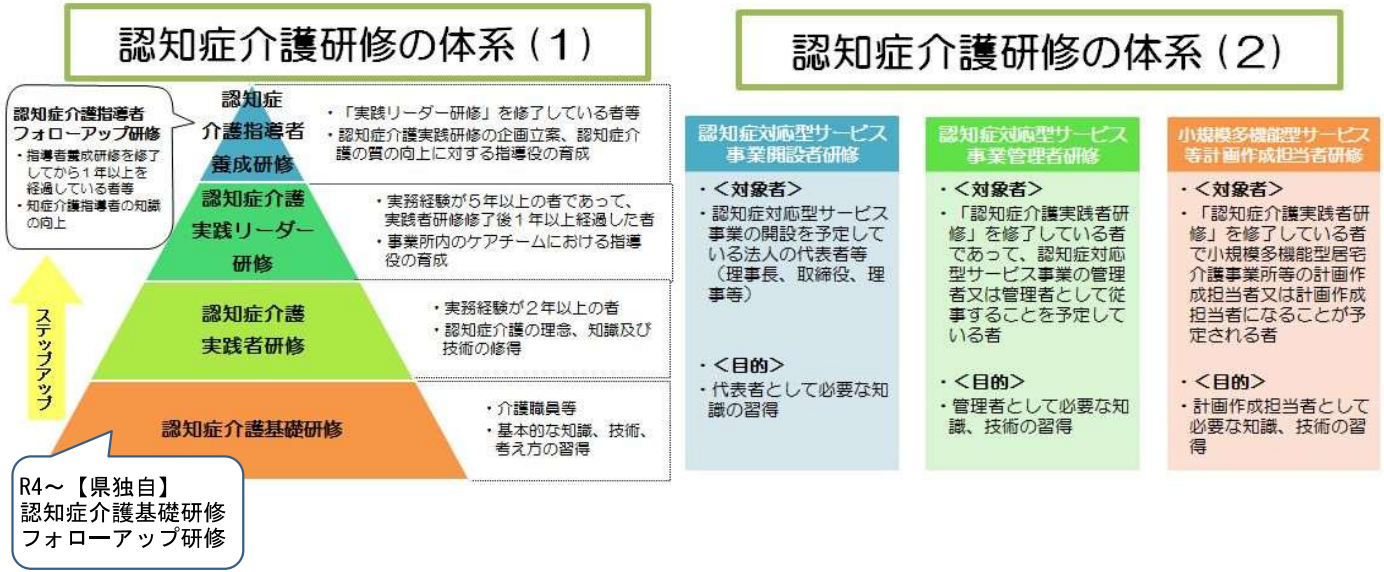 認知症介護研修の体系(1)
認知症介護指導者
フォローアップ研修
・指導者養成研修を修了
してから1年以上を
経過している者等
・知症介護指導者の知識
の向上
ステップアップ
認知症
介護指導者
養成研修
・「実践リーダー研修」を修了している者等
・認知症介護実践研修の企画立案、認知症介
護の質の向上に対する指導役の育成
認知症介護
実践リーダー
研修
・実務経験が5年以上の者であって、
実践者研修修了後1年以上経過した者
・事業所内のケアチームにおける指導
役の育成
認知症介護
実践者研修
・実務経験が2年以上の者
・認知症介護の理念、知識及び
技術の修得
認知症介護基礎研修
・介護職員等
・基本的な知識、技術、
考え方の習得
R4～【県独自】
認知症介護基礎研修
フォローアップ研修
認知症介護研修の体系(2)
認知症対応型サービス
事業開設者研修
・<対象者>
・認知症対応型サービス
事業の開設を予定して
いる法人の代表者等
（理事長、取締役、理
事等）
・<目的>
・代表者として必要な知
識の習得
認知症対応型サービス
事業管理者研修
・<対象者>
・「認知症介護実践者研
修」を修了している者
であって、認知症対応
型サービス事業の管理
者又は管理者として従
事することを予定して
いる者
・<目的>
・管理者として必要な知
識、技術の習得
小規模多機能型サービス
等計画作成担当者研修
・<対象者>
・「認知症介護実践者研
修」を修了している者
で小規模多機能型居宅
介護事業所等の計画作
成担当者又は計画作成
担当者になることが予
定される者
・<目的>
・計画作成担当者として
必要な知識、技術の習
得